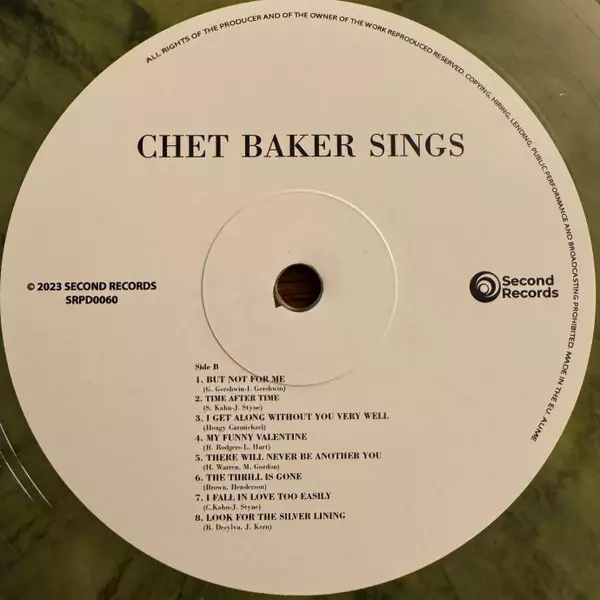 ALL RIGHTS OF THE PRODUCER AND OF THE OWNER OF THE WORK REPRODUCED RESERVED. COPYING, HIRING, LENDING, PUBLIC PERFORMANCE AND BROADCASTING PROHIBITED. MADE IN THE EU. AUME
CHET BAKER SINGS
© 2023 SECOND RECORDS
SRPD0060
Second
Records
Side B
1. BUT NOT FOR ME
(G. Gershwin-I. Gershwin)
2. TIME AFTER TIME
(S. Kahn-J. Styne)
3. I GET ALONG WITHOUT YOU VERY WELL
(Hoagy Carmichael)
4. MY FUNNY VALENTINE
(R. Rodgers-L. Hart)
5. THERE WILL NEVER BE ANOTHER YOU
(H. Warren, M. Gordon)
6. THE THRILL IS GONE
(Brown, Henderson)
7. I FALL IN LOVE TOO EASILY
(C.Kahn-J. Styne)
8. LOOK FOR THE SILVER LINING
(B. Desylva, J. Kern)